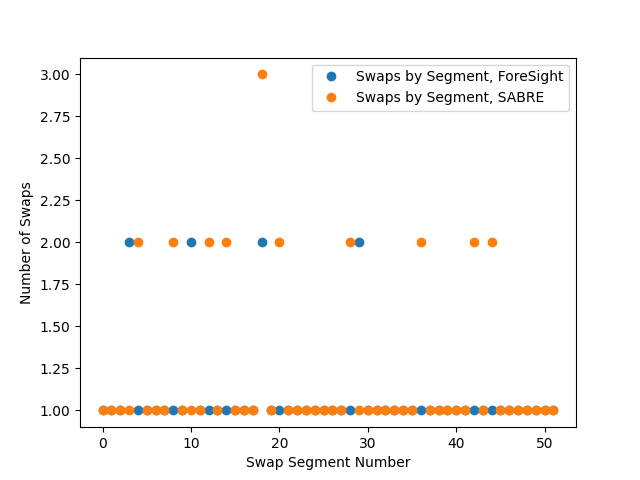 Swaps by Segment, ForeSight
Swaps by Segment, SABRE
3.00
2.75
2.50
2.25
2.00
1.75
1.50
1.25
1.00
Number of Swaps
0 10 20 30 40 50
Swap Segment Number